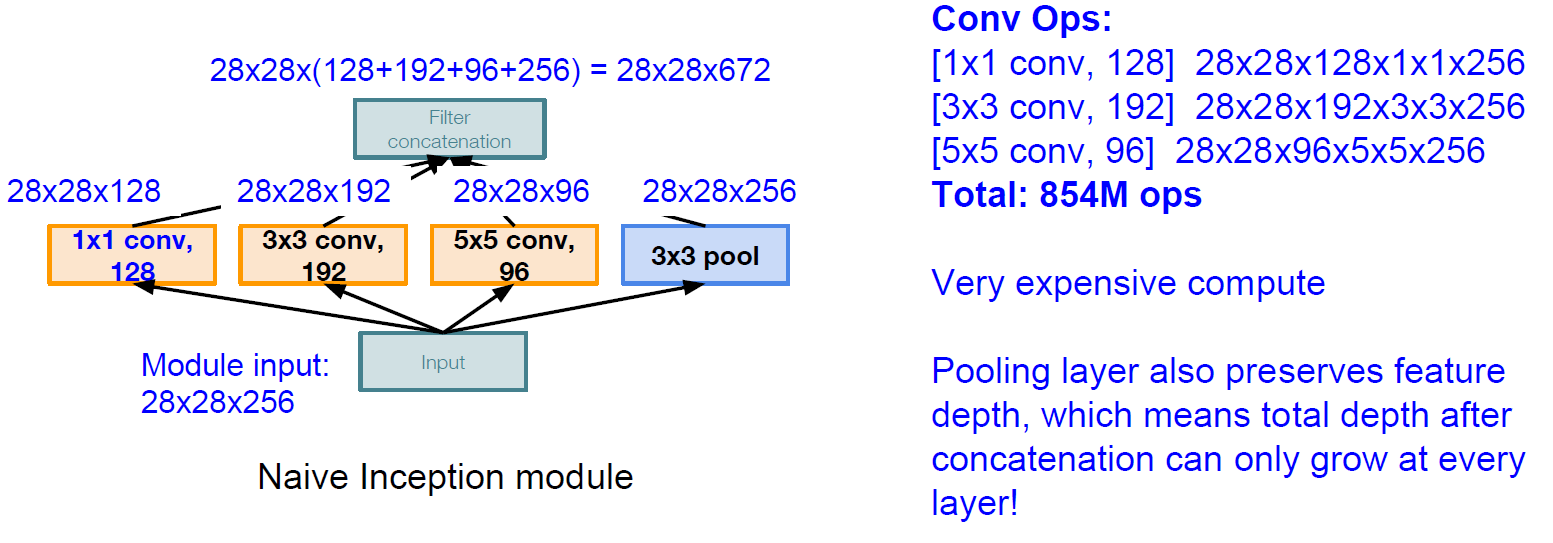 28x28x(128+192+96+256) = 28x28x672
Filter
concatenation
28x28x128
28x28x192
28x28x96
28x28x256
1x1 conv,
128
3x3 conv,
192
5x5 conv,
96
3x3 pool
Input
Module input:
28x28x256
Naive Inception module
Conv Ops:
[1x1 conv, 128] 28x28x128x1x1x256
[3x3 conv, 192] 28x28x192x3x3x256
[5x5 conv, 96] 28x28x96x5x5x256
Total: 854M ops
Very expensive compute
Pooling layer also preserves feature
depth, which means total depth after
concatenation can only grow at every
layer!